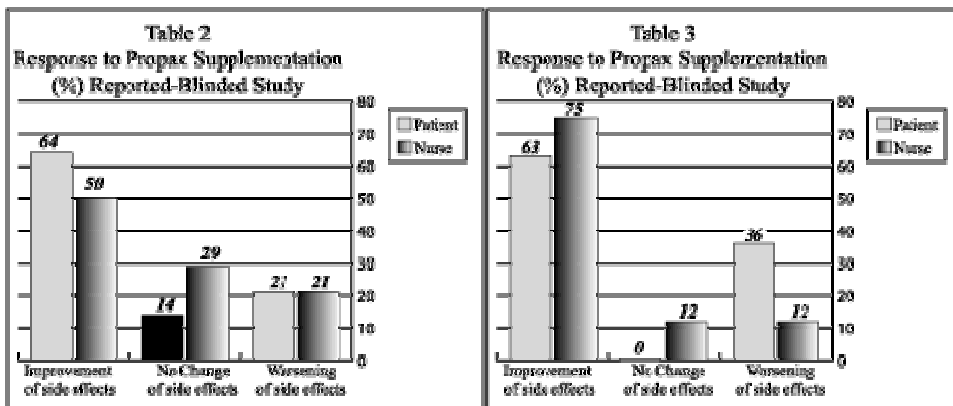 Table 2
Response to Propax Supplementation
(%) Reported-Blinded Study
80
70
60
50
40
30
20
10
0
Patient
Nurse
64
50
14
29
21
21
Improvement
of side effects
No Change
of side effects
Worsening
of side effects
Table 3
Response to Propax Supplementation
(%) Reported-Blinded Study
80
70
60
50
40
30
20
10
0
Patient
Nurse
63
75
0
12
36
12
Improvement
of side effects
No Change
of side effects
Worsening
of side effects